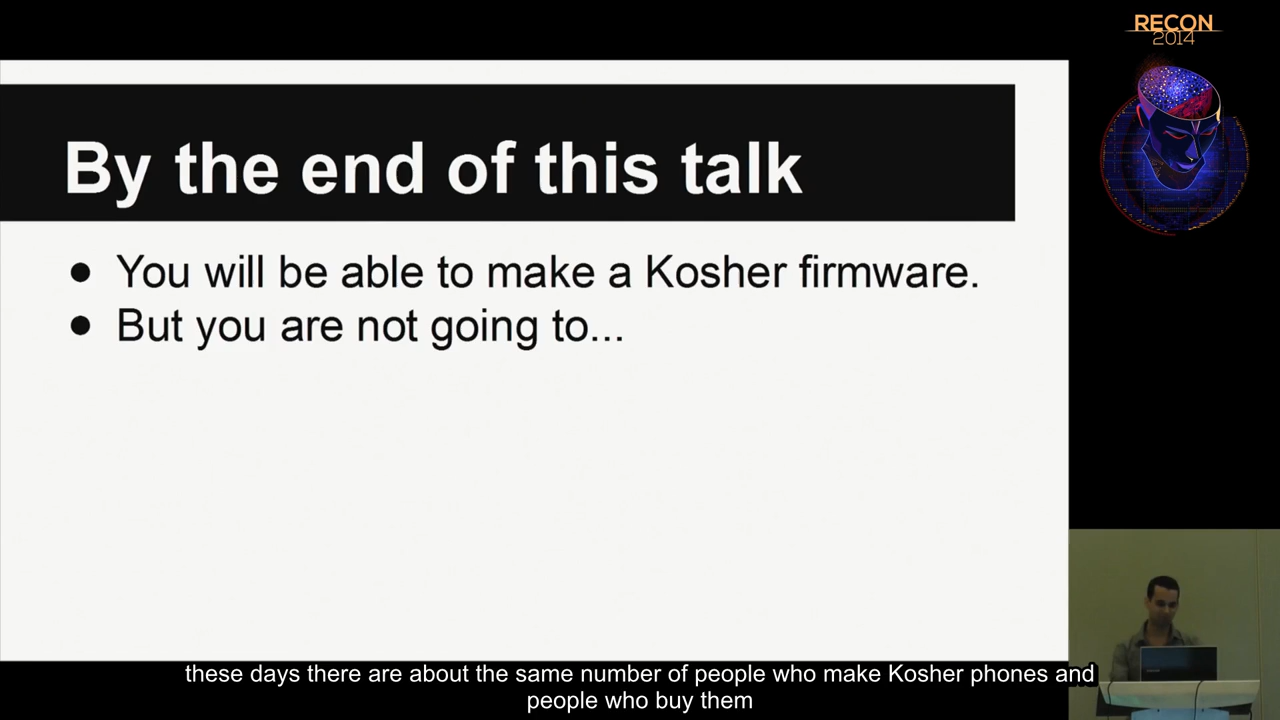 RECON
2014
By the end of this talk
● You will be able to make a Kosher firmware.
● But you are not going to...
these days there are about the same number of people who make Kosher phones and
people who buy them